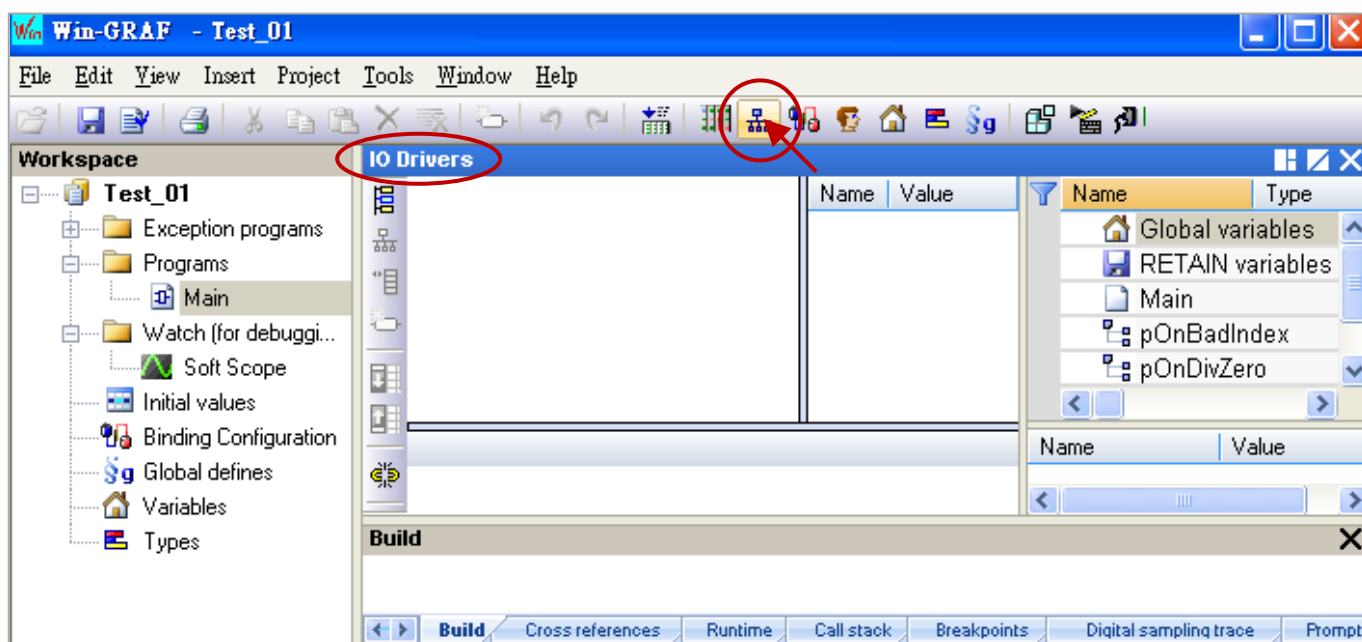 Win Win-GRAF - Test_01
File Edit View Insert Project Tools Window Help
§g
Workspace
IO Drivers
Test_01
Exception programs
Programs
Main
Watch (for debuggi...
Soft Scope
Initial values
Binding Configuration
§g Global defines
Variables
Types
Name Value
Name Type
Global variables
RETAIN variables
Main
pOnBadIndex
pOnDivZero
Name Value
Build
Build Cross references Runtime Call stack Breakpoints Digital sampling trace Prompt